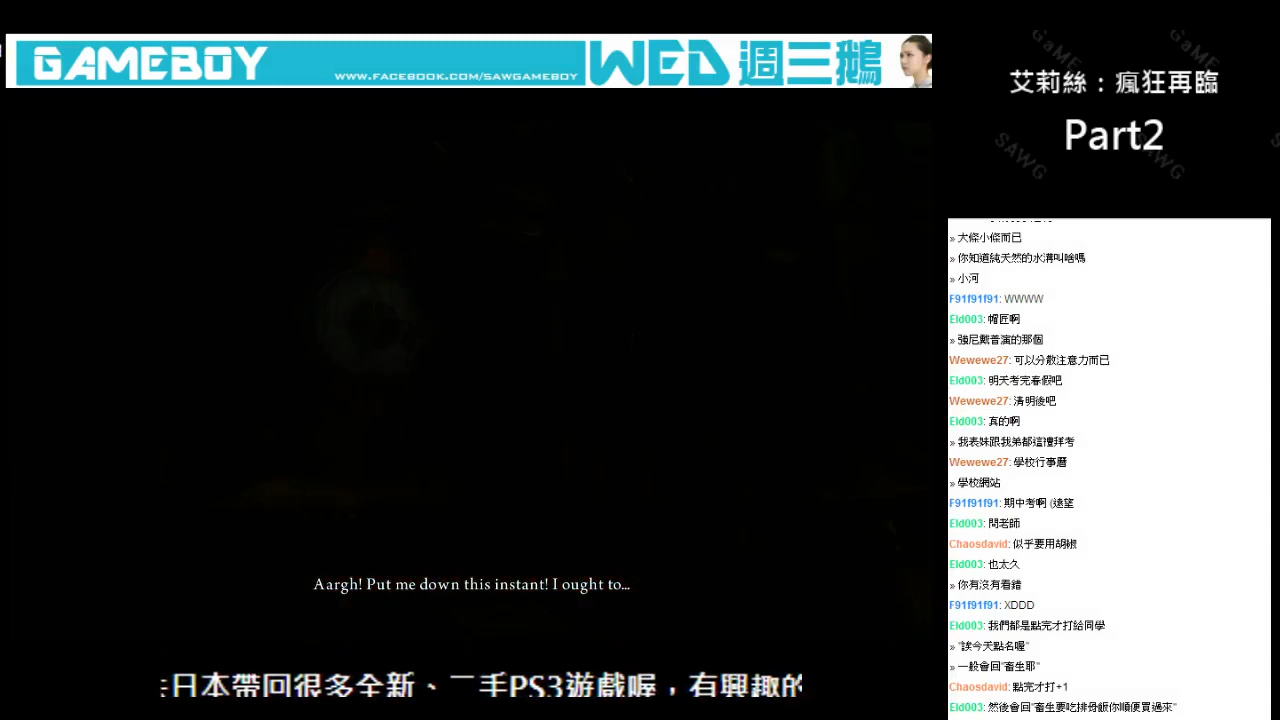 GAMEBOY
WWW.FACEBOOK.COM/SAWGAMEBOY
WED週三鵝
GaME GaME
艾莉絲：瘋狂再臨
Part2
SAWG SAWG
» 大條小條而已
» 你知道純天然的水溝叫啥嗎
» 小河
F91f91f91: WWWW
Eld003: 帽匠啊
» 強尼戴普演的那個
Wewewe27: 可以分散注意力而已
Eld003: 明天考完春假吧
Wewewe27: 清明後吧
Eld003: 真的啊
» 我表妹跟我弟都這禮拜考
Wewewe27: 學校行事曆
» 學校網站
F91f91f91: 期中考啊 (遠望
Eld003: 問老師
Chaosdavid: 似乎要用胡椒
Eld003: 也太久
» 你有沒有看錯
F91f91f91: XDDD
Eld003: 我們都是點完才打給同學
» "誒今天點名喔"
» 一般會回"畜生耶"
Chaosdavid: 點完才打+1
Eld003: 然後會回"畜生要吃排骨飯你順便買過來"
Aargh! Put me down this instant! I ought to...
日本帶回很多全新、二手PS3遊戲喔，有興趣的